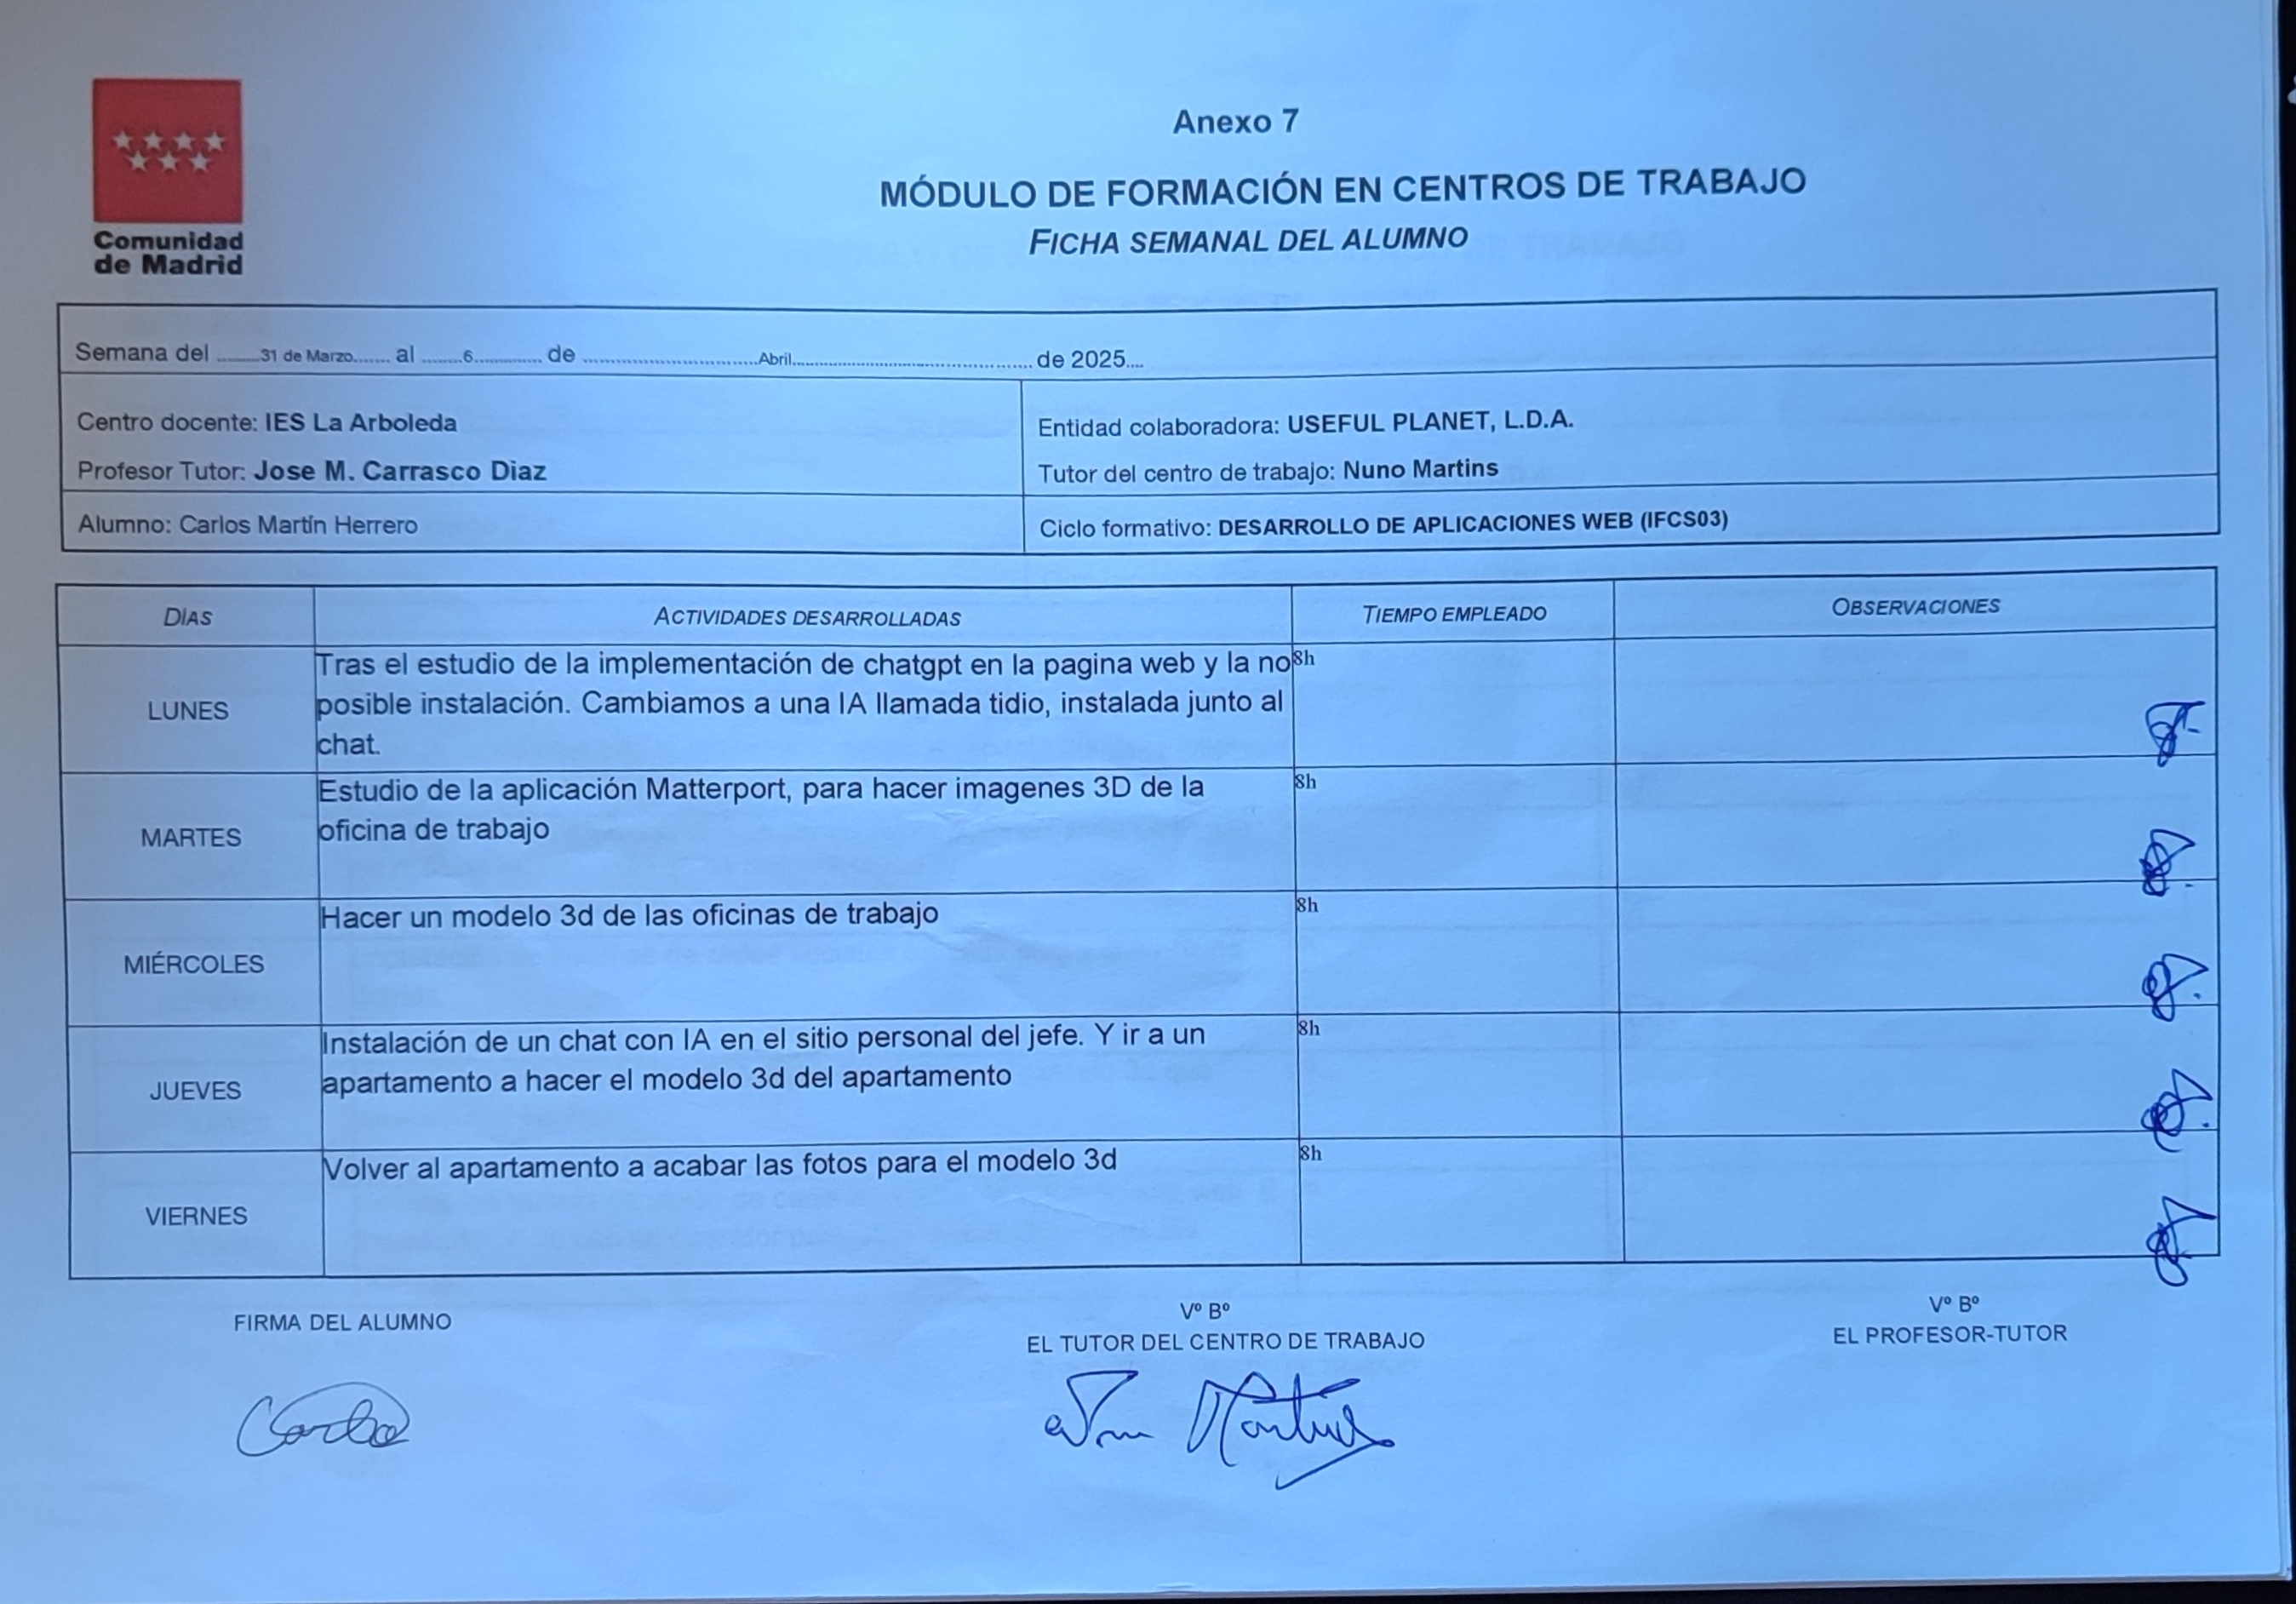 Comunidad
de Madrid
Anexo 7
MÓDULO DE FORMACIÓN EN CENTROS DE TRABAJO
FICHA SEMANAL DEL ALUMNO
Semana del .........31 de Marzo....... al ........6............. de ...................................Abril................................................. de 2025....
Centro docente: IES La Arboleda
Profesor Tutor: Jose M. Carrasco Diaz
Entidad colaboradora: USEFUL PLANET, L.D.A.
Tutor del centro de trabajo: Nuno Martins
Alumno: Carlos Martín Herrero
Ciclo formativo: DESARROLLO DE APLICACIONES WEB (IFCS03)
DÍAS ACTIVIDADES DESARROLLADAS TIEMPO EMPLEADO OBSERVACIONES
LUNES
Tras el estudio de la implementación de chatgpt en la pagina web y la no
posible instalación. Cambiamos a una IA llamada tidio, instalada junto al
chat.
8h
MARTES
Estudio de la aplicación Matterport, para hacer imagenes 3D de la
oficina de trabajo
8h
MIÉRCOLES
Hacer un modelo 3d de las oficinas de trabajo
8h
JUEVES
Instalación de un chat con IA en el sitio personal del jefe. Y ir a un
apartamento a hacer el modelo 3d del apartamento
8h
VIERNES
Volver al apartamento a acabar las fotos para el modelo 3d
8h
FIRMA DEL ALUMNO
Vº Bº
EL TUTOR DEL CENTRO DE TRABAJO
Vº Bº
EL PROFESOR-TUTOR